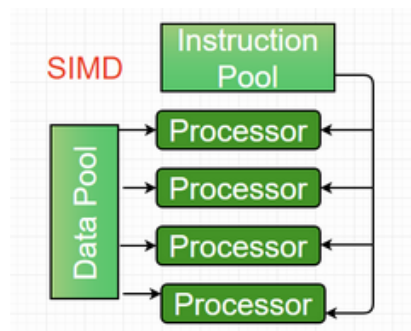 Instruction
Pool
SIMD
Processor
Data Pool
Processor
Processor
Processor